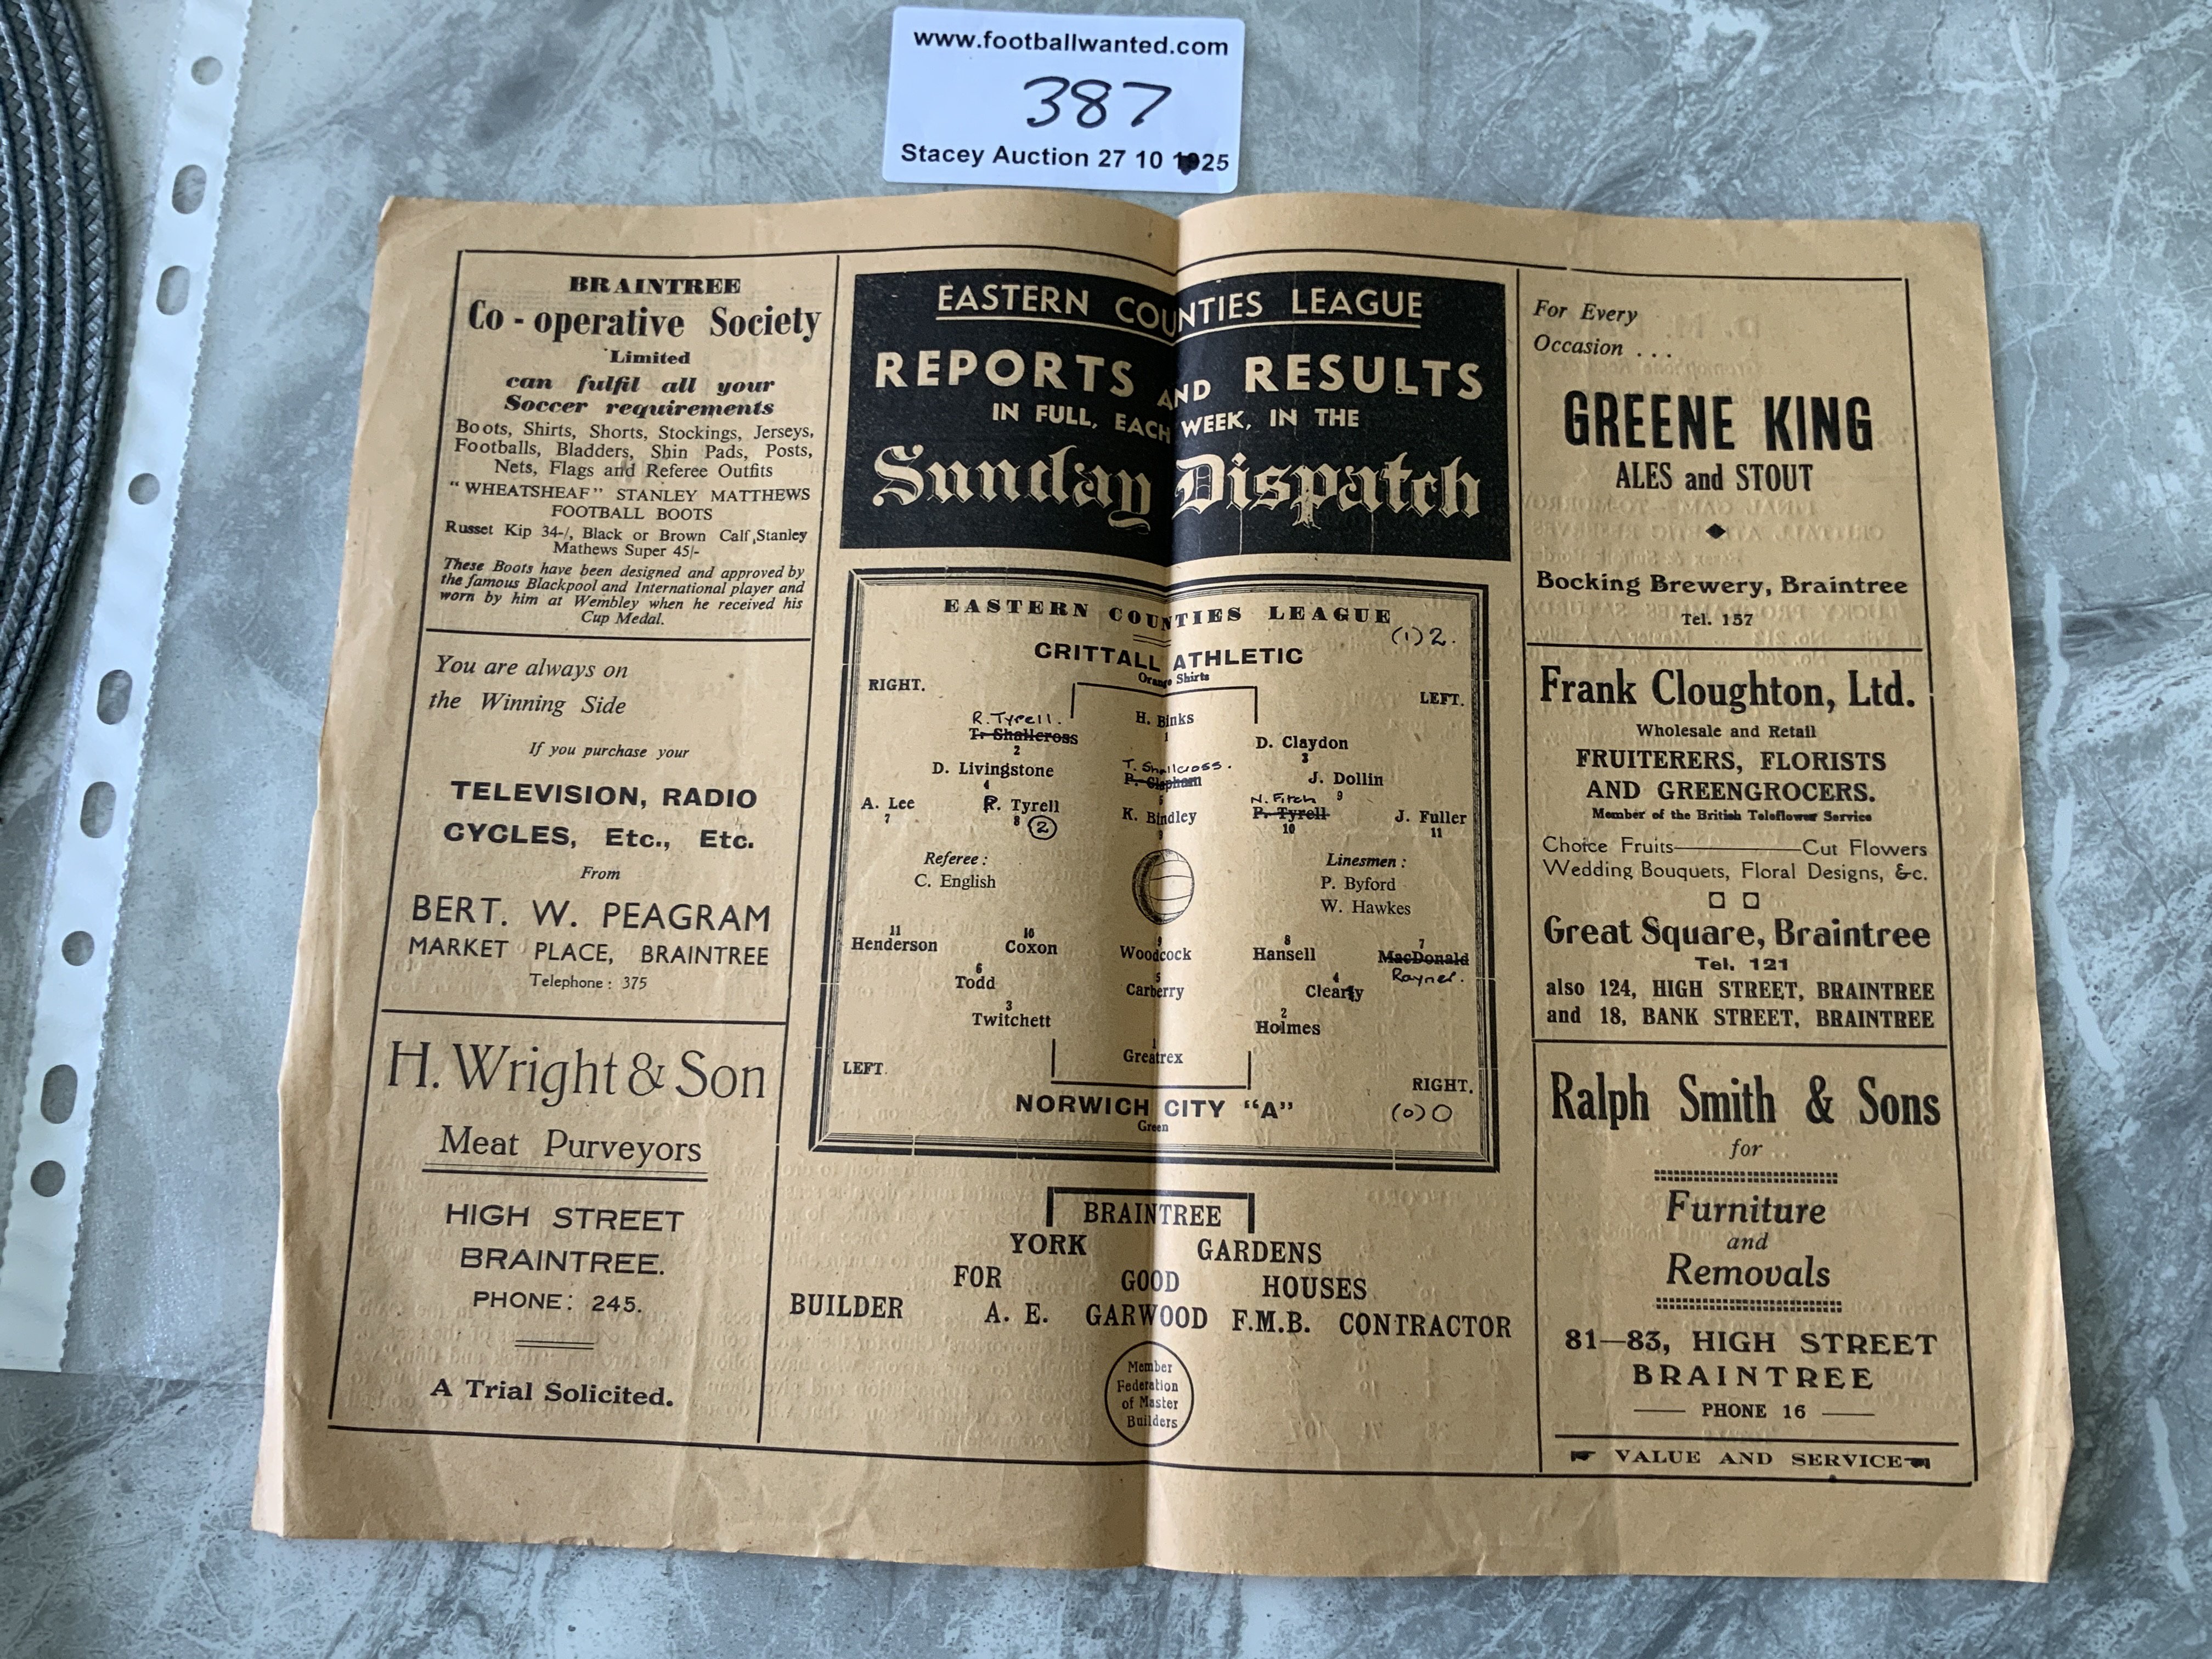 www.footballwanted.com
387
Stacey Auction 27 10 1925
BRAINTREE
Co-operative Society
Limited
can fulfil all your
Soccer requirements
Boots, Shirts, Shorts, Stockings, Jerseys,
Footballs, Bladders, Shin Pads, Posts,
Nets, Flags and Referee Outfits
"WHEATSHEAF" STANLEY MATTHEWS
FOOTBALL BOOTS
Russet Kip 34-/, Black or Brown Calf, Stanley
Mathews Super 45/-
These Boots have been designed and approved by
the famous Blackpool and International player and
worn by him at Wembley when he received his
Cup Medal.
You are always on
the Winning Side
If you purchase your
TELEVISION, RADIO
CYCLES, Etc., Etc.
From
BERT. W. PEAGRAM
MARKET PLACE, BRAINTREE
Telephone : 375
H. Wright & Son
Meat Purveyors
HIGH STREET
BRAINTREE.
PHONE: 245.
A Trial Solicited.
EASTERN COUNTIES LEAGUE
REPORTS AND RESULTS
IN FULL, EACH WEEK, IN THE
Sunday Dispatch
EASTERN COUNTIES LEAGUE
(1) 2.
CRITTALL ATHLETIC
Orange Shirts
RIGHT.
LEFT.
R. Tyrell.
H. Binks
1
T. Shallcross
2
D. Claydon
3
T. Shallcross.
D. Livingstone
4
P. Clapham
5
J. Dollin
9
N. Fitch
A. Lee
7
R. Tyrell
8 (2)
K. Bindley
9
P. Tyrell
10
J. Fuller
11
Referee :
C. English
Linesmen :
P. Byford
W. Hawkes
11
Henderson
10
Coxon
9
Woodcock
8
Hansell
7
MacDonald
Rayner.
6
Todd
5
Carberry
4
Clearty
3
Twitchett
2
Holmes
1
Greatrex
LEFT.
RIGHT.
NORWICH CITY "A"
(0) 0
Green
BRAINTREE
YORK GARDENS
FOR GOOD HOUSES
BUILDER A. E. GARWOOD F.M.B. CONTRACTOR
Member
Federation
of Master
Builders
For Every
Occasion . . .
GREENE KING
ALES and STOUT
Bocking Brewery, Braintree
Tel. 157
Frank Cloughton, Ltd.
Wholesale and Retail
FRUITERERS, FLORISTS
AND GREENGROCERS.
Member of the British Teleflower Service
Choice Fruits————Cut Flowers
Wedding Bouquets, Floral Designs, &c.
Great Square, Braintree
Tel. 121
also 124, HIGH STREET, BRAINTREE
and 18, BANK STREET, BRAINTREE
Ralph Smith & Sons
for
Furniture
and
Removals
81—83, HIGH STREET
BRAINTREE
— PHONE 16 —
VALUE AND SERVICE